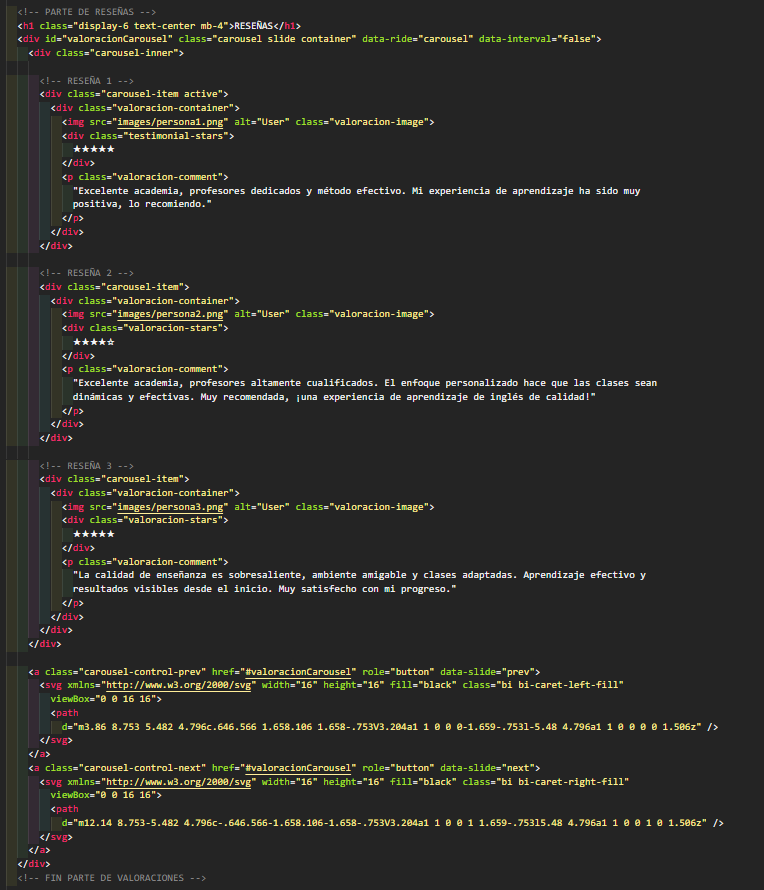 <!-- PARTE DE RESEÑAS -->
<h1 class="display-6 text-center mb-4">RESEÑAS</h1>
<div id="valoracionCarousel" class="carousel slide container" data-ride="carousel" data-interval="false">
<div class="carousel-inner">
<!-- RESEÑA 1 -->
<div class="carousel-item active">
<div class="valoracion-container">
<img src="images/persona1.png" alt="User" class="valoracion-image">
<div class="testimonial-stars">
★★★★★
</div>
<p class="valoracion-comment">
"Excelente academia, profesores dedicados y método efectivo. Mi experiencia de aprendizaje ha sido muy
positiva, lo recomiendo."
</p>
</div>
</div>
<!-- RESEÑA 2 -->
<div class="carousel-item">
<div class="valoracion-container">
<img src="images/persona2.png" alt="User" class="valoracion-image">
<div class="valoracion-stars">
★★★★☆
</div>
<p class="valoracion-comment">
"Excelente academia, profesores altamente cualificados. El enfoque personalizado hace que las clases sean
dinámicas y efectivas. Muy recomendada, ¡una experiencia de aprendizaje de inglés de calidad!"
</p>
</div>
</div>
<!-- RESEÑA 3 -->
<div class="carousel-item">
<div class="valoracion-container">
<img src="images/persona3.png" alt="User" class="valoracion-image">
<div class="valoracion-stars">
★★★★★
</div>
<p class="valoracion-comment">
"La calidad de enseñanza es sobresaliente, ambiente amigable y clases adaptadas. Aprendizaje efectivo y
resultados visibles desde el inicio. Muy satisfecho con mi progreso."
</p>
</div>
</div>
</div>
<a class="carousel-control-prev" href="#valoracionCarousel" role="button" data-slide="prev">
<svg xmlns="http://www.w3.org/2000/svg" width="16" height="16" fill="black" class="bi bi-caret-left-fill"
viewBox="0 0 16 16">
<path
d="m3.86 8.753 5.482 4.796c.646.566 1.658.106 1.658-.753V3.204a1 1 0 0 0-1.659-.753l-5.48 4.796a1 1 0 0 0 0 1.506z" />
</svg>
</a>
<a class="carousel-control-next" href="#valoracionCarousel" role="button" data-slide="next">
<svg xmlns="http://www.w3.org/2000/svg" width="16" height="16" fill="black" class="bi bi-caret-right-fill"
viewBox="0 0 16 16">
<path
d="m12.14 8.753-5.482 4.796c-.646.566-1.658.106-1.658-.753V3.204a1 1 0 0 1 1.659-.753l5.48 4.796a1 1 0 0 1 0 1.506z" />
</svg>
</a>
</div>
<!-- FIN PARTE DE VALORACIONES -->